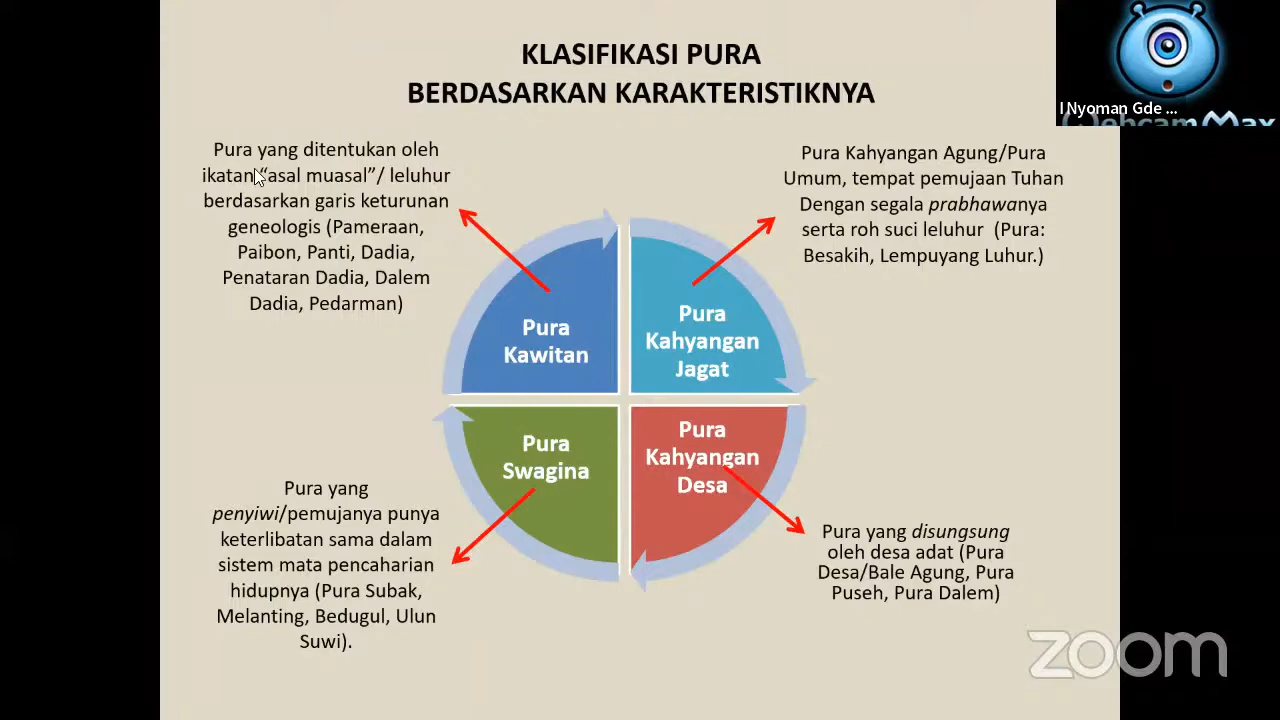 KLASIFIKASI PURA
BERDASARKAN KARAKTERISTIKNYA
I Nyoman Gde ...
WebcamMax
Pura yang ditentukan oleh
ikatan “asal muasal”/ leluhur
berdasarkan garis keturunan
geneologis (Pameraan,
Paibon, Panti, Dadia,
Penataran Dadia, Dalem
Dadia, Pedarman)
Pura Kahyangan Agung/Pura
Umum, tempat pemujaan Tuhan
Dengan segala prabhawanya
serta roh suci leluhur (Pura:
Besakih, Lempuyang Luhur.)
Pura
Kawitan
Pura
Kahyangan
Jagat
Pura
Swagina
Pura
Kahyangan
Desa
Pura yang
penyiwi/pemujanya punya
keterlibatan sama dalam
sistem mata pencaharian
hidupnya (Pura Subak,
Melanting, Bedugul, Ulun
Suwi).
Pura yang disungsung
oleh desa adat (Pura
Desa/Bale Agung, Pura
Puseh, Pura Dalem)
zoom